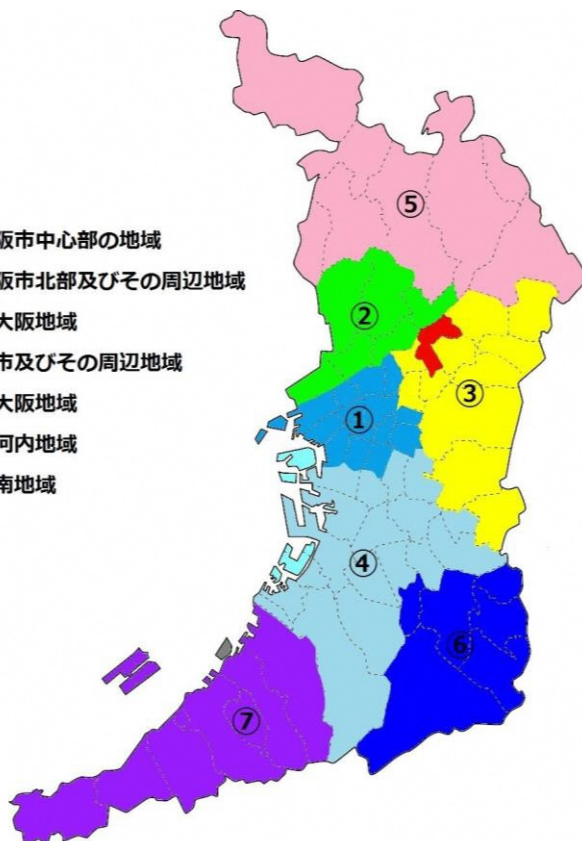 ⑤
阪市中心部の地域
阪市北部及びその周辺地域
大阪地域
市及びその周辺地域
大阪地域
河内地域
南地域
②
③
①
④
⑥
⑦